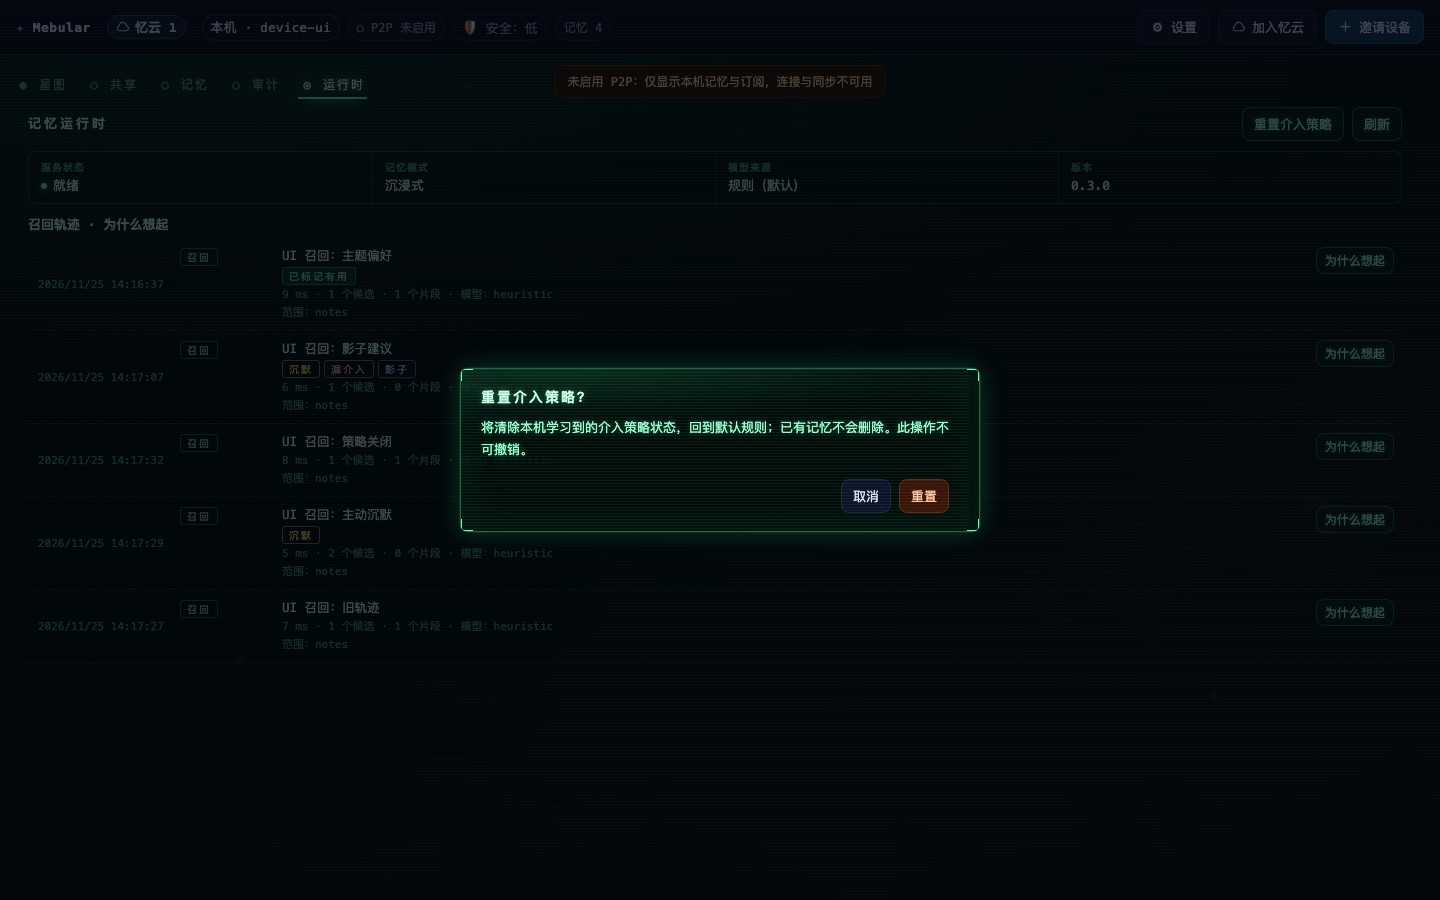 Mebular
忆云 1
本机 · device-ui
P2P 未启用
安全: 低
记忆 4
设置
加入忆云
邀请设备
星图
共享
记忆
审计
运行时
未启用 P2P: 仅显示本机记忆与订阅，连接与同步不可用
记忆运行时
重置介入策略
刷新
服务状态
就绪
记忆模式
沉浸式
模型来源
规则 (默认)
版本
0.3.0
召回轨迹 · 为什么想起
2026/11/25 14:16:37
召回
UI 召回: 主题偏好
已标记有用
9 ms · 1 个候选 · 1 个片段 · 模型: heuristic
范围: notes
为什么想起
2026/11/25 14:17:07
召回
UI 召回: 影子建议
沉默
漏介入
影子
6 ms · 1 个候选 · 0 个片段 ·
范围: notes
为什么想起
2026/11/25 14:17:32
召回
UI 召回: 策略关闭
8 ms · 1 个候选 · 1 个片段 ·
范围: notes
为什么想起
2026/11/25 14:17:29
召回
UI 召回: 主动沉默
沉默
5 ms · 2 个候选 · 0 个片段 · 模型: heuristic
范围: notes
为什么想起
2026/11/25 14:17:27
召回
UI 召回: 旧轨迹
7 ms · 1 个候选 · 1 个片段 · 模型: heuristic
范围: notes
为什么想起
重置介入策略?
将清除本机学习到的介入策略状态，回到默认规则；已有记忆不会删除。此操作不
可撤销。
取消
重置